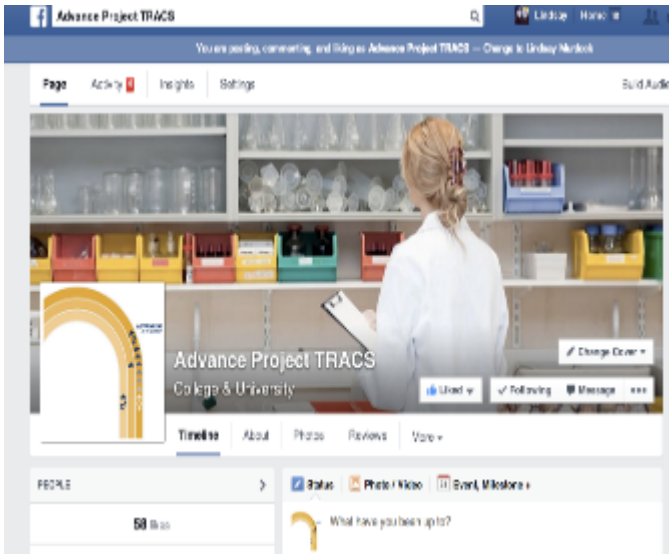 Advance Project TRACS
Lindsay Home
You are posting, commenting, and liking as Advance Project TRACS — Change to Lindsay Murdock
Page Activity Insights Settings Build Audie
Change Cover
Advance Project TRACS
College & University
Liked Following Message
Timeline About Photos Reviews More
PEOPLE
Status Photo / Video Event, Milestone +
58 likes
What have you been up to?